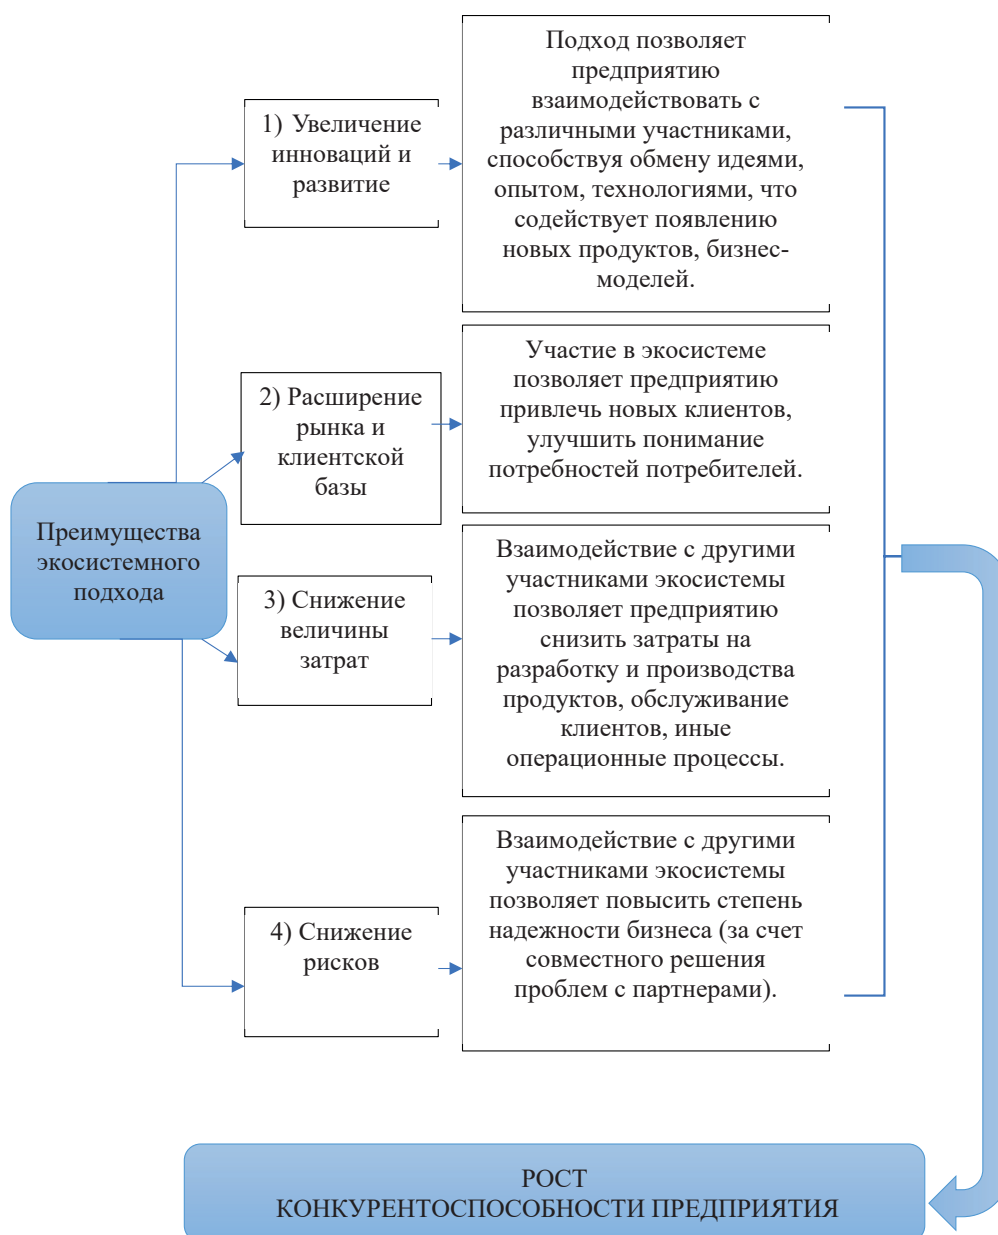 Преимущества
экосистемного
подхода
1) Увеличение
инноваций и
развитие
Подход позволяет
предприятию
взаимодействовать с
различными участниками,
способствуя обмену идеями,
опытом, технологиями, что
содействует появлению
новых продуктов, бизнес-
моделей.
2) Расширение
рынка и
клиентской
базы
Участие в экосистеме
позволяет предприятию
привлечь новых клиентов,
улучшить понимание
потребностей потребителей.
3) Снижение
величины
затрат
Взаимодействие с другими
участниками экосистемы
позволяет предприятию
снизить затраты на
разработку и производства
продуктов, обслуживание
клиентов, иные
операционные процессы.
4) Снижение
рисков
Взаимодействие с другими
участниками экосистемы
позволяет повысить степень
надежности бизнеса (за счет
совместного решения
проблем с партнерами).
РОСТ
КОНКУРЕНТОСПОСОБНОСТИ ПРЕДПРИЯТИЯ